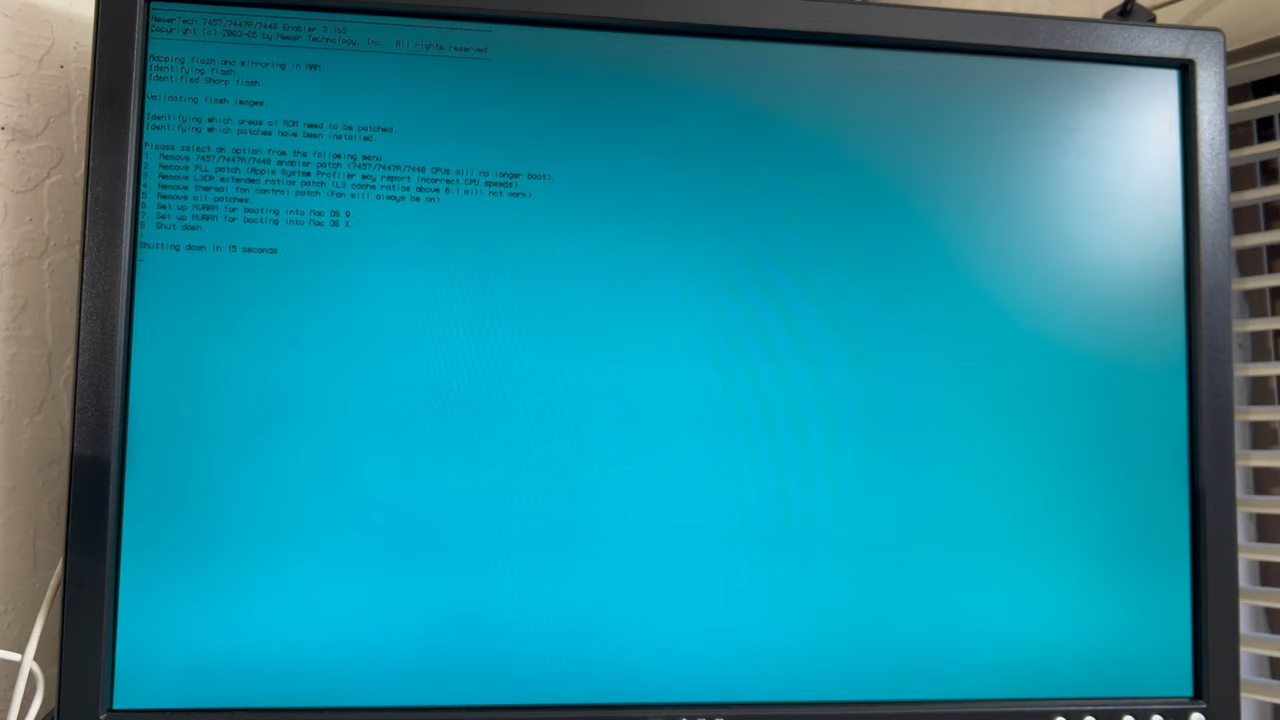 NewerTech 7457/7447A/7448 Enabler 3.1b3
Copyright (c) 2003-06 by Newer Technology, Inc. All rights reserved
Mapping flash and mirroring in RAM
Identifying flash
Identified Sharp flash
Validating flash images.
Identifying which areas of ROM need to be patched.
Identifying which patches have been installed.
Please select an option from the following menu:
1. Remove 7457/7447A/7448 enabler patch (7457/7447A/7448 CPUs will no longer boot).
2. Remove PLL patch (Apple System Profiler may report incorrect CPU speeds)
3. Remove L3CR extended ratios patch (L3 cache ratios above 6:1 will not work)
4. Remove thermal fan control patch (Fan will always be on)
5. Remove all patches.
6. Set up NVRAM for booting into Mac OS 9.
7. Set up NVRAM for booting into Mac OS X.
8. Shut down.
Shutting down in 15 seconds...